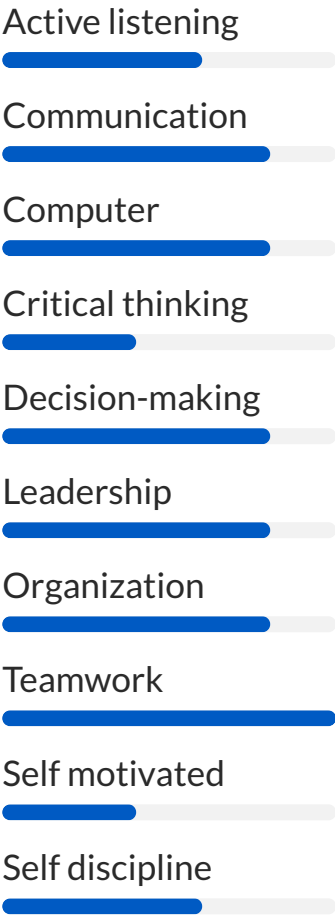 Active listening
Communication
Computer
Critical thinking
Decision-making
Leadership
Organization
Teamwork
Self motivated
Self discipline